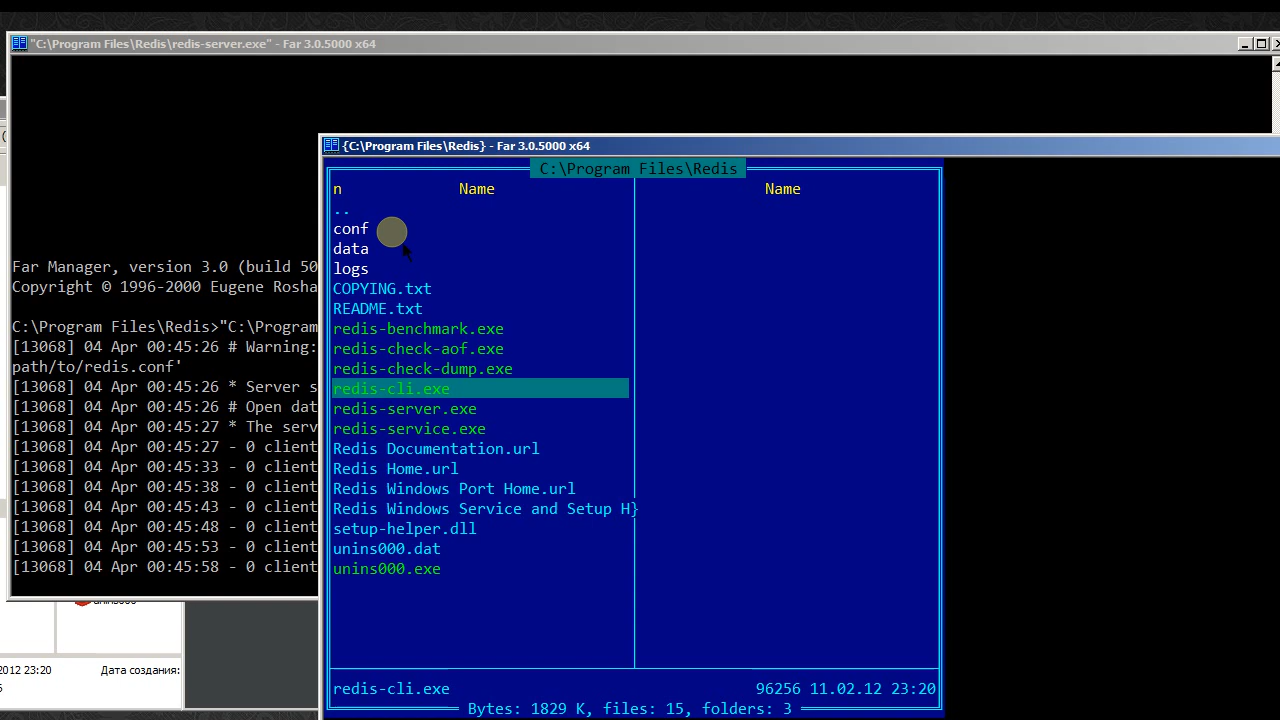 "C:\Program Files\Redis\redis-server.exe" - Far 3.0.5000 x64
{C:\Program Files\Redis} - Far 3.0.5000 x64
C:\Program Files\Redis
n Name Name
..
conf
data
logs
COPYING.txt
README.txt
redis-benchmark.exe
redis-check-aof.exe
redis-check-dump.exe
redis-cli.exe
redis-server.exe
redis-service.exe
Redis Documentation.url
Redis Home.url
Redis Windows Port Home.url
Redis Windows Service and Setup H}
setup-helper.dll
unins000.dat
unins000.exe
redis-cli.exe 96256 11.02.12 23:20
Bytes: 1829 K, files: 15, folders: 3
Far Manager, version 3.0 (build 50
Copyright © 1996-2000 Eugene Rosha
C:\Program Files\Redis>"C:\Program
[13068] 04 Apr 00:45:26 # Warning:
path/to/redis.conf'
[13068] 04 Apr 00:45:26 * Server s
[13068] 04 Apr 00:45:26 # Open dat
[13068] 04 Apr 00:45:27 * The serv
[13068] 04 Apr 00:45:27 - 0 client
[13068] 04 Apr 00:45:33 - 0 client
[13068] 04 Apr 00:45:38 - 0 client
[13068] 04 Apr 00:45:43 - 0 client
[13068] 04 Apr 00:45:48 - 0 client
[13068] 04 Apr 00:45:53 - 0 client
[13068] 04 Apr 00:45:58 - 0 client
2012 23:20 Дата создания: